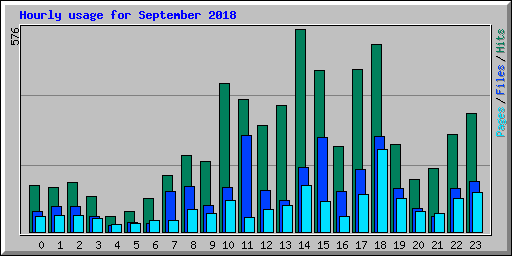 Hourly usage for September 2018
576
Pages/Files/Hits
0 1 2 3 4 5 6 7 8 9 10 11 12 13 14 15 16 17 18 19 20 21 22 23